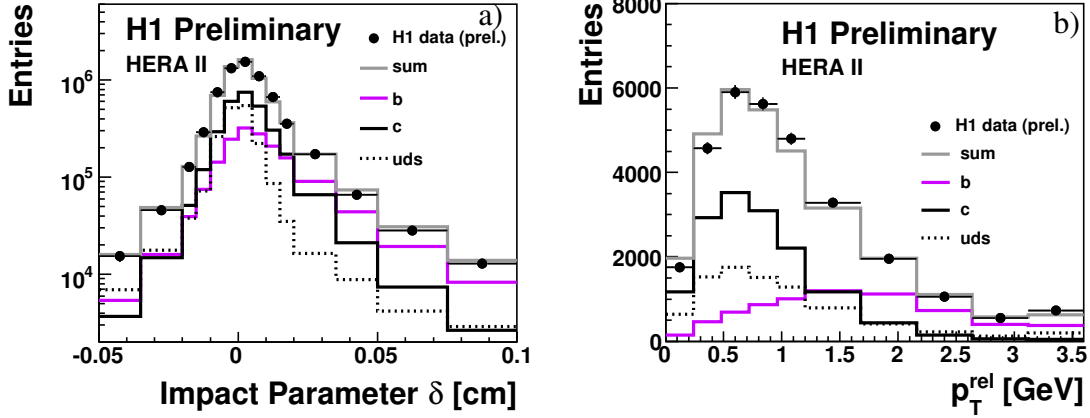 a)
H1 Preliminary
HERA II
H1 data (prel.)
sum
b
c
uds
Entries
10^6
10^5
10^4
-0.05
0
0.05
0.1
Impact Parameter δ [cm]
b)
H1 Preliminary
HERA II
H1 data (prel.)
sum
b
c
uds
Entries
8000
6000
4000
2000
0
0
0.5
1
1.5
2
2.5
3
3.5
p_T^rel [GeV]